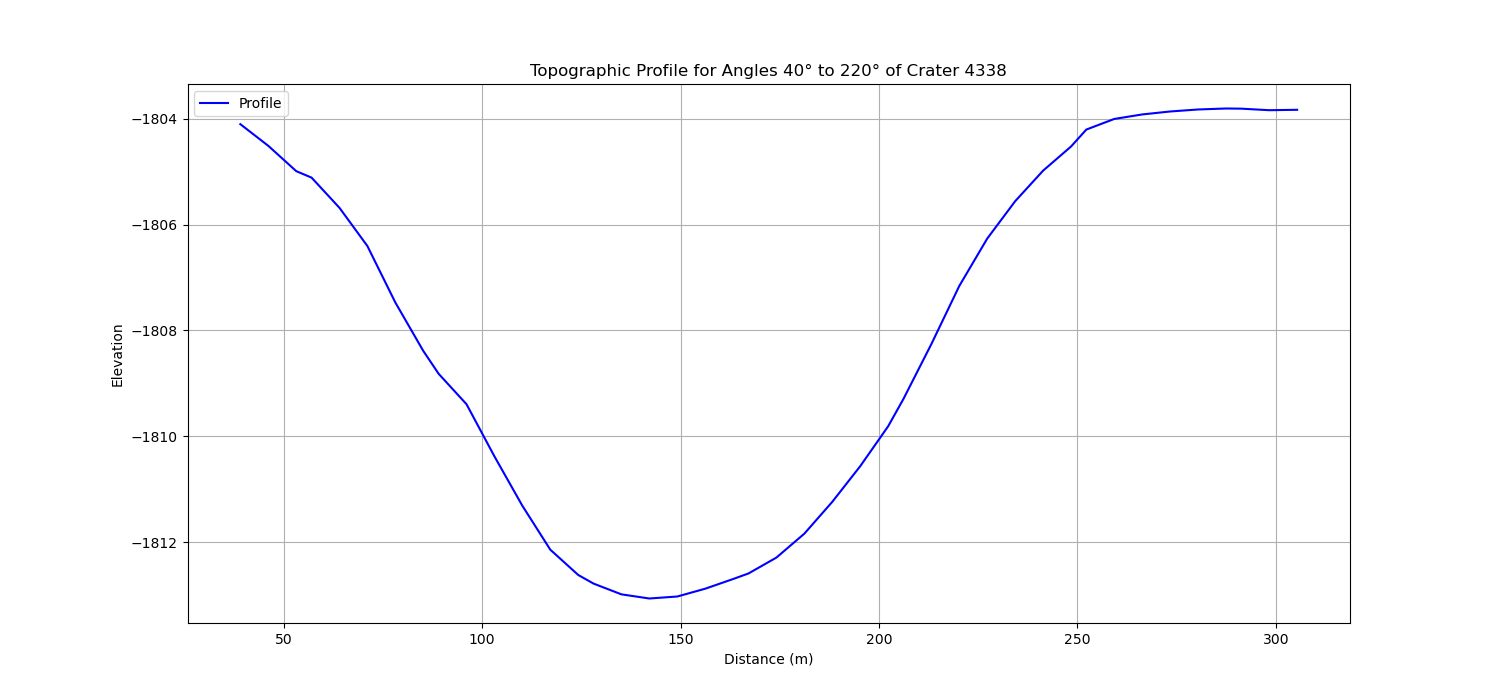 Topographic Profile for Angles 40° to 220° of Crater 4338
Profile
−1804
−1806
−1808
−1810
−1812
Elevation
50
100
150
200
250
300
Distance (m)